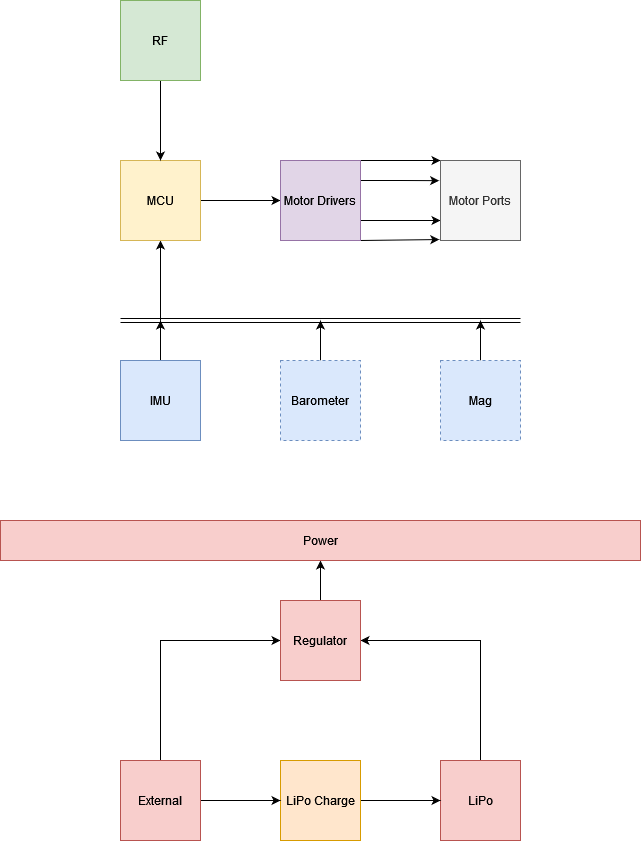 RF
MCU
Motor Drivers
Motor Ports
IMU
Barometer
Mag
Power
Regulator
External
LiPo Charge
LiPo